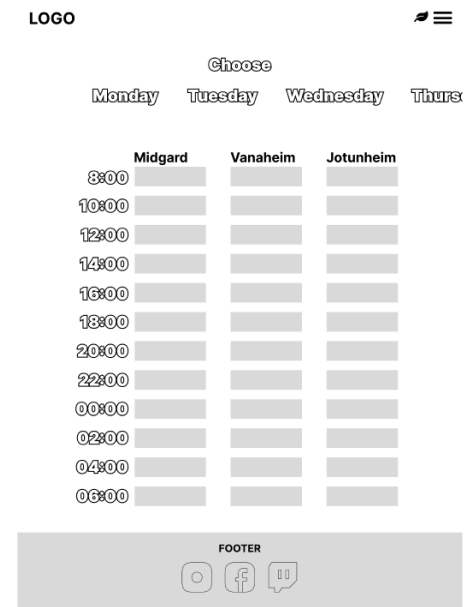 LOGO
Choose
Monday Tuesday Wednesday Thurs
Midgard Vanaheim Jotunheim
8:00
10:00
12:00
14:00
16:00
18:00
20:00
22:00
00:00
02:00
04:00
06:00
FOOTER